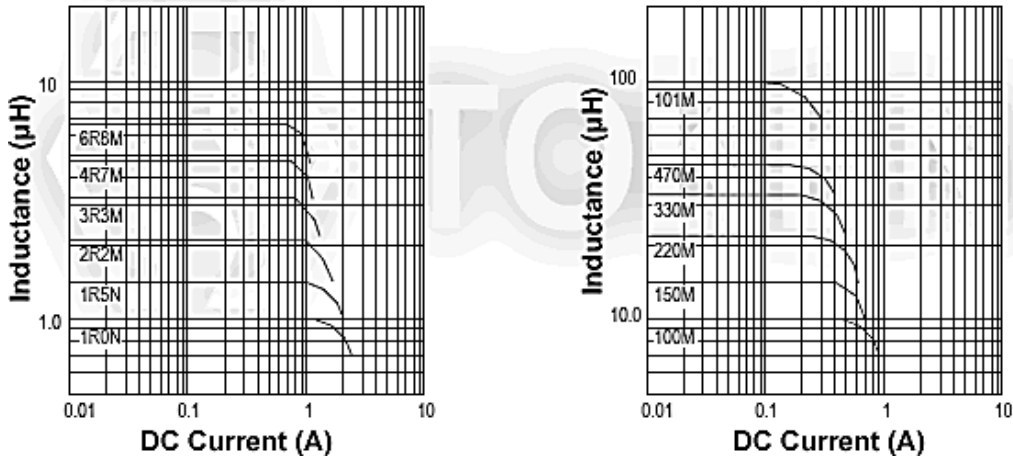 Inductance (µH)
10
1.0
6R8M
4R7M
3R3M
2R2M
1R5N
1R0N
0.01 0.1 1 10
DC Current (A)
Inductance (µH)
100
10.0
101M
470M
330M
220M
150M
100M
0.01 0.1 1 10
DC Current (A)
TO